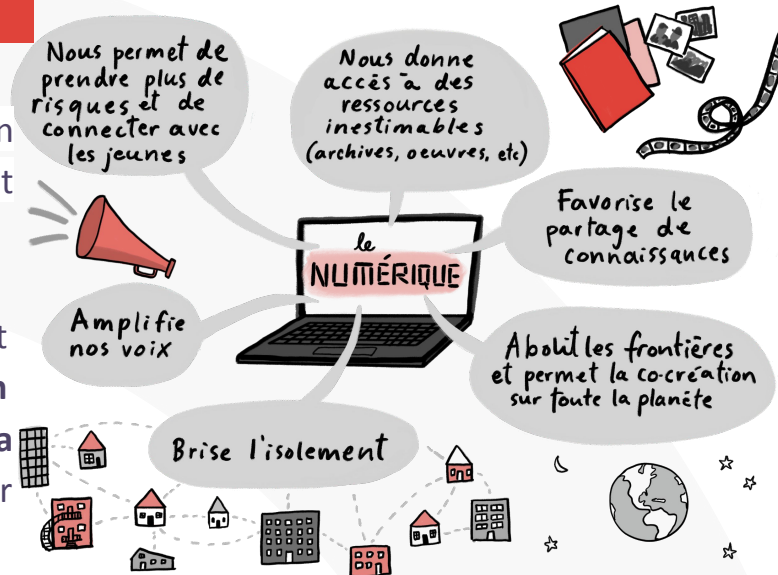 Nous permet de
prendre plus de
risques et de
connecter avec
les jeunes
Nous donne
accès à des
ressources
inestimables
(archives, oeuvres, etc)
Favorise le
partage de
connaissances
le
NUMÉRIQUE
Amplifie
nos voix
Abolit les frontières
et permet la co-création
sur toute la planète
Brise l'isolement
n
t
t
n
a
r